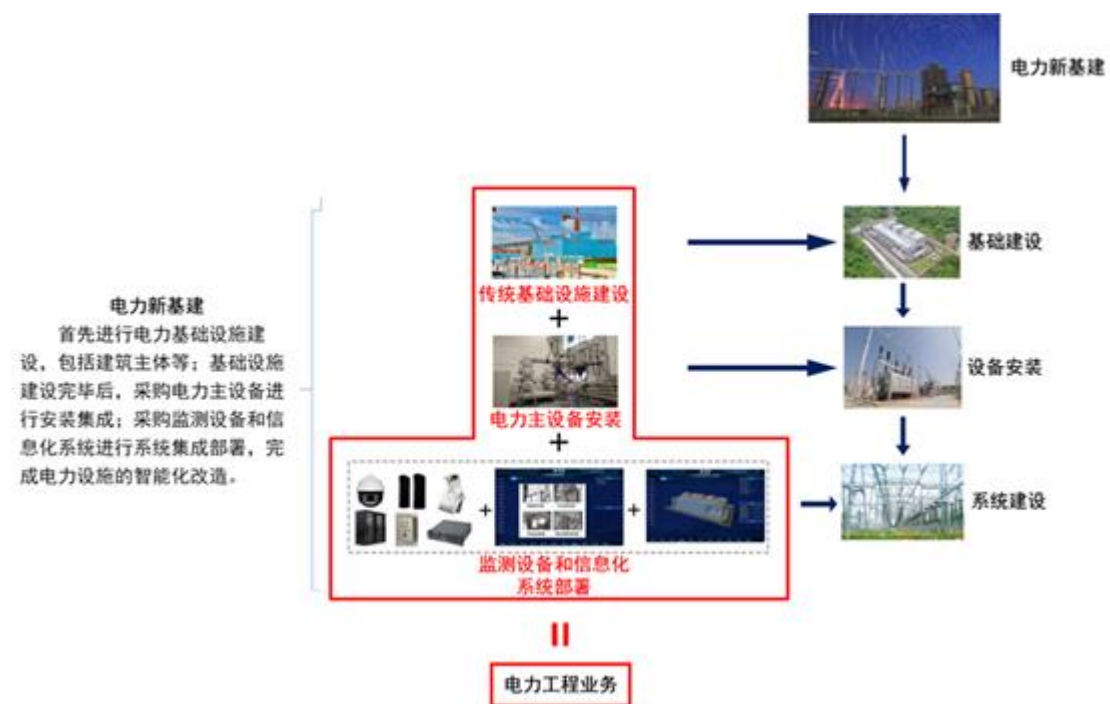 电力新基建
基础建设
传统基础设施建设
+
电力新基建
首先进行电力基础设施建
设，包括建筑主体等；基础设施
建设完毕后，采购电力主设备进
行安装集成；采购监测设备和信
息化系统进行系统集成部署，完
成电力设施的智能化改造。
设备安装
电力主设备安装
+
+
+
系统建设
监测设备和信息化
系统部署
电力工程业务